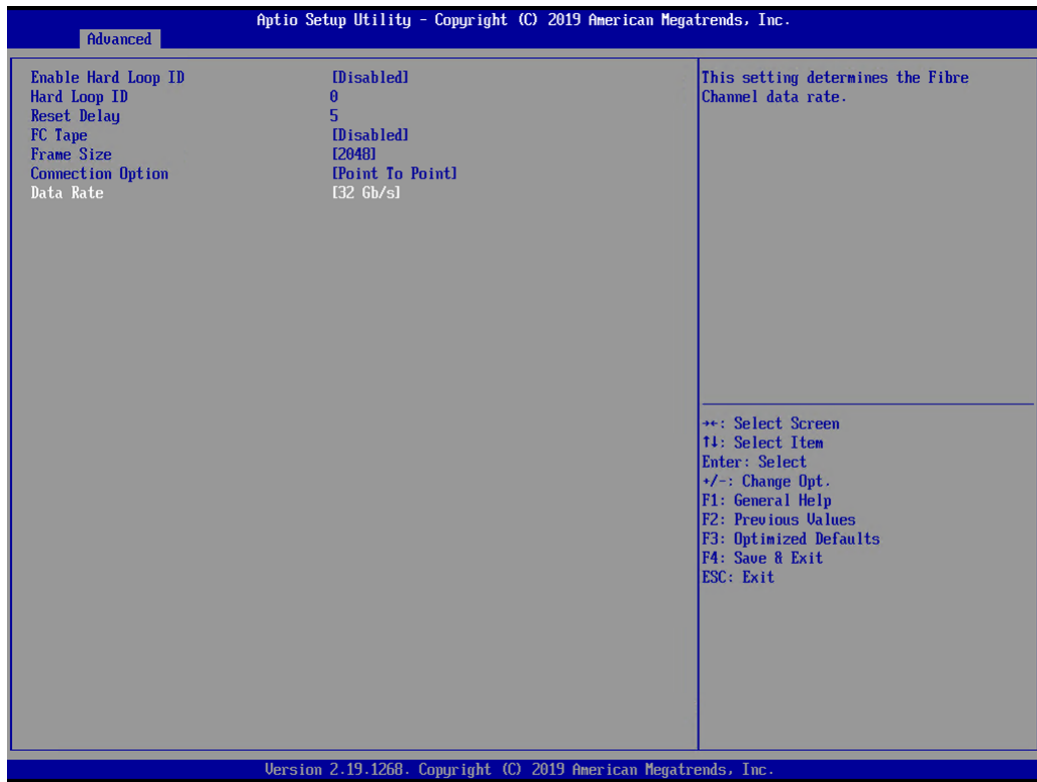 Aptio Setup Utility - Copyright (C) 2019 American Megatrends, Inc.
Advanced
Enable Hard Loop ID [Disabled]
Hard Loop ID 0
Reset Delay 5
FC Tape [Disabled]
Frame Size [2048]
Connection Option [Point To Point]
Data Rate [32 Gb/s]
This setting determines the Fibre
Channel data rate.
→←: Select Screen
↑↓: Select Item
Enter: Select
+/-: Change Opt.
F1: General Help
F2: Previous Values
F3: Optimized Defaults
F4: Save & Exit
ESC: Exit
Version 2.19.1268. Copyright (C) 2019 American Megatrends, Inc.